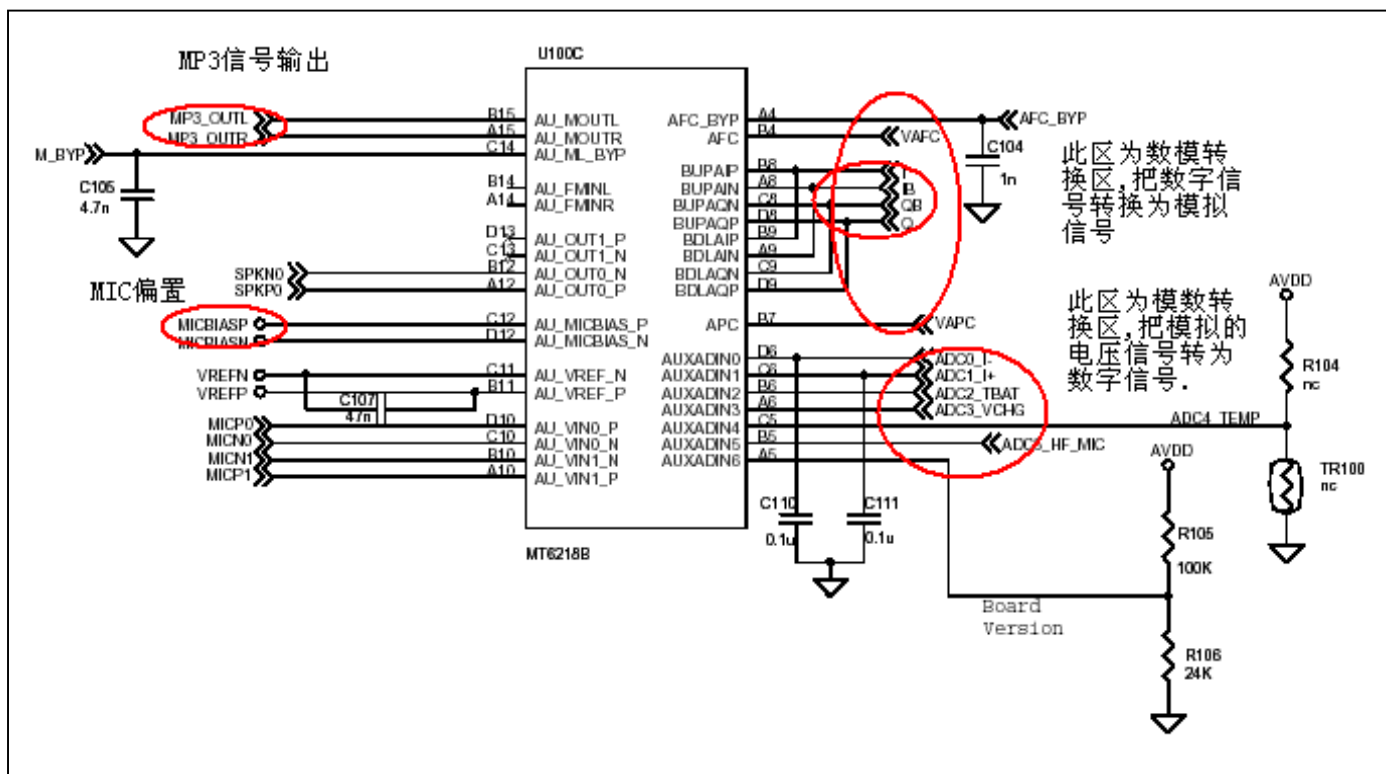 MP3信号输出
U100C
MP3_OUTL
MP3_OUTR
M_BYP
C105
4.7n
B15 AU_MOUTL
A15 AU_MOUTR
C14 AU_ML_BYP
B14 AU_FMINL
A14 AU_FMINR
D13 AU_OUT1_P
C13 AU_OUT1_N
SPKN0 B12 AU_OUT0_N
SPKP0 A12 AU_OUT0_P
MIC偏置
MICBIASP C12 AU_MICBIAS_P
MICBIASN D12 AU_MICBIAS_N
VREFN C11 AU_VREF_N
VREFP B11 AU_VREF_P
C107
47n
MICP0 D10 AU_VIN0_P
MICN0 C10 AU_VIN0_N
MICN1 B10 AU_VIN1_N
MICP1 A10 AU_VIN1_P
MT6218B
AFC_BYP A4 AFC_BYP
AFC B4 VAFC
C104
1n
BUPAIP B8 I
BUPAIN A8 IB
BUPAQN C8 QB
BUPAQP D8 Q
BDLAIP B9
BDLAIN A9
BDLAQN C9
BDLAQP D9
APC B7 VAPC
AUXADIN0 D6 ADC0_I-
AUXADIN1 C6 ADC1_I+
AUXADIN2 B6 ADC2_TBAT
AUXADIN3 A6 ADC3_VCHG
AUXADIN4 C5 ADC4_TEMP
AUXADIN5 B5 ADC5_HF_MIC
AUXADIN6 A5
C110
0.1u
C111
0.1u
此区为数模转
换区,把数字信
号转换为模拟
信号
此区为模数转
换区,把模拟的
电压信号转为
数字信号.
AVDD
R104
nc
TR100
nc
AVDD
R105
100K
Board
Version
R106
24K